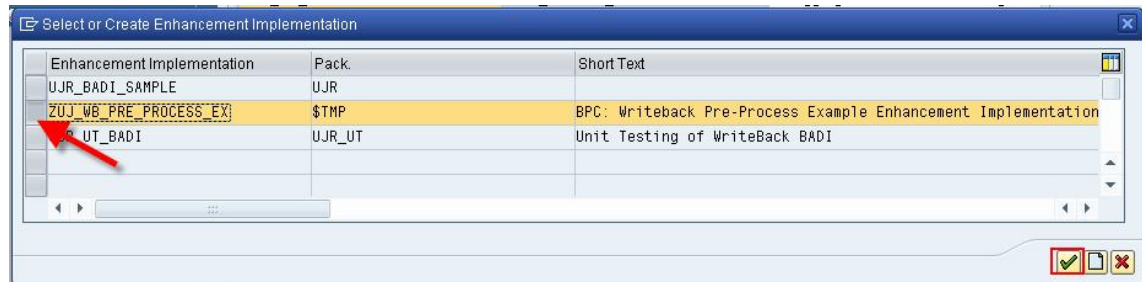 Select or Create Enhancement Implementation
Enhancement Implementation Pack. Short Text
UJR_BADI_SAMPLE UJR
ZUJ_WB_PRE_PROCESS_EX $TMP BPC: Writeback Pre-Process Example Enhancement Implementation
UT_BADI UJR_UT Unit Testing of WriteBack BADI